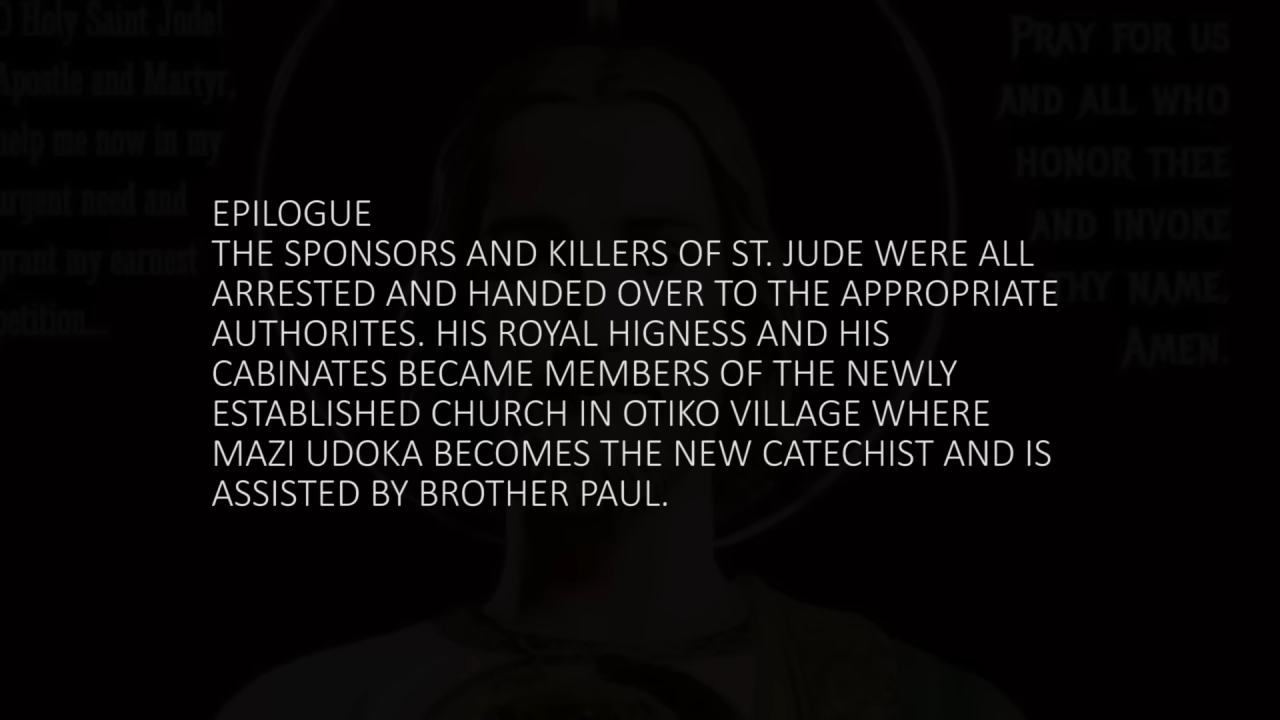 O Holy Saint Jude!
Apostle and Martyr,
help me now in my
urgent need and
grant my earnest
petition...
PRAY FOR US
AND ALL WHO
HONOR THEE
AND INVOKE
THY NAME,
AMEN.
EPILOGUE
THE SPONSORS AND KILLERS OF ST. JUDE WERE ALL
ARRESTED AND HANDED OVER TO THE APPROPRIATE
AUTHORITES. HIS ROYAL HIGNESS AND HIS
CABINATES BECAME MEMBERS OF THE NEWLY
ESTABLISHED CHURCH IN OTIKO VILLAGE WHERE
MAZI UDOKA BECOMES THE NEW CATECHIST AND IS
ASSISTED BY BROTHER PAUL.